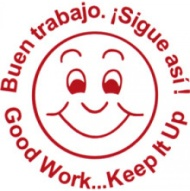 Buen trabajo. ¡Sigue así!
Good Work...Keep It Up